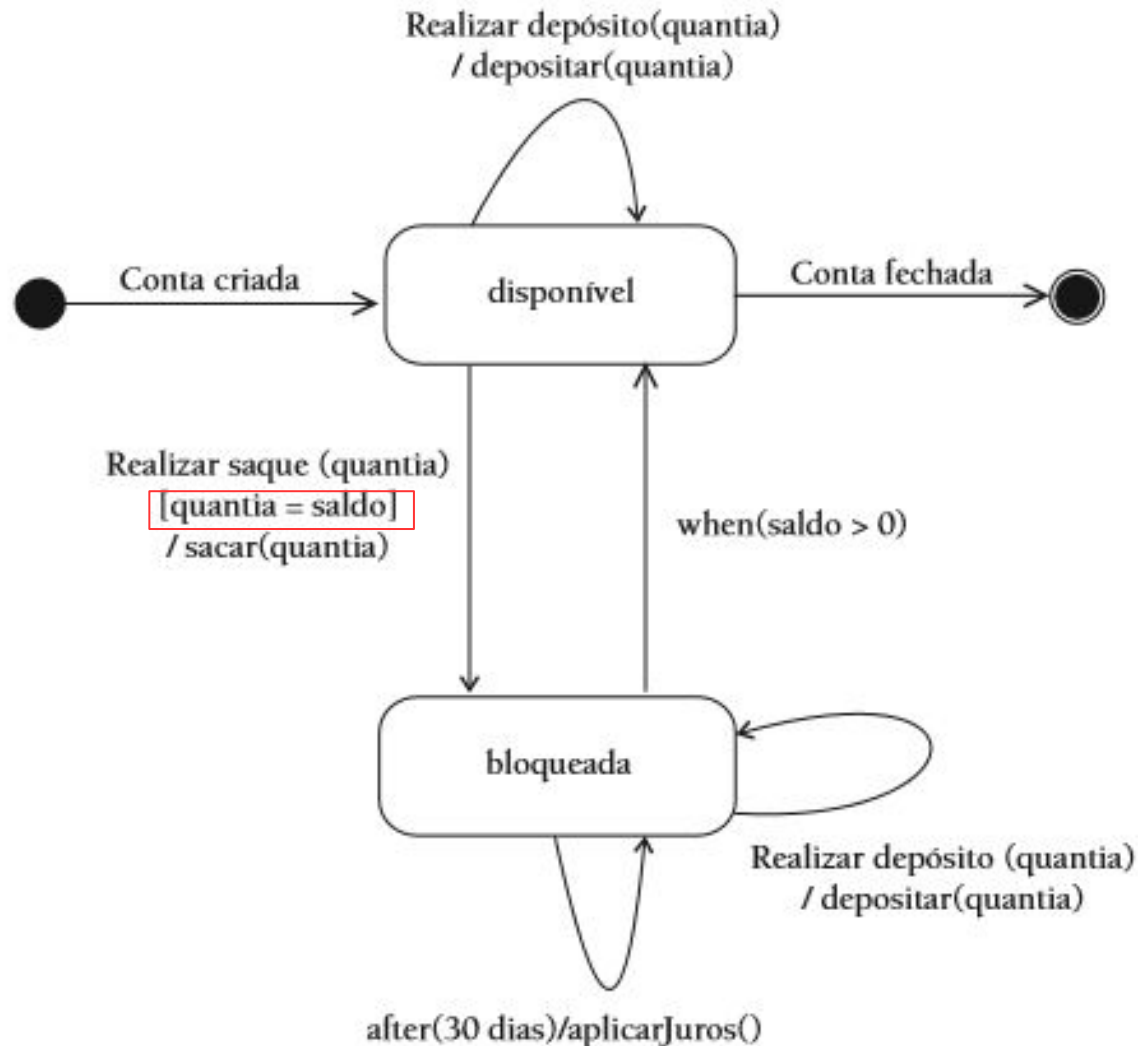 Realizar depósito(quantia)
/ depositar(quantia)
Conta criada
disponível
Conta fechada
Realizar saque (quantia)
[quantia = saldo]
/ sacar(quantia)
when(saldo > 0)
bloqueada
Realizar depósito (quantia)
/ depositar(quantia)
after(30 dias)/aplicarJuros()